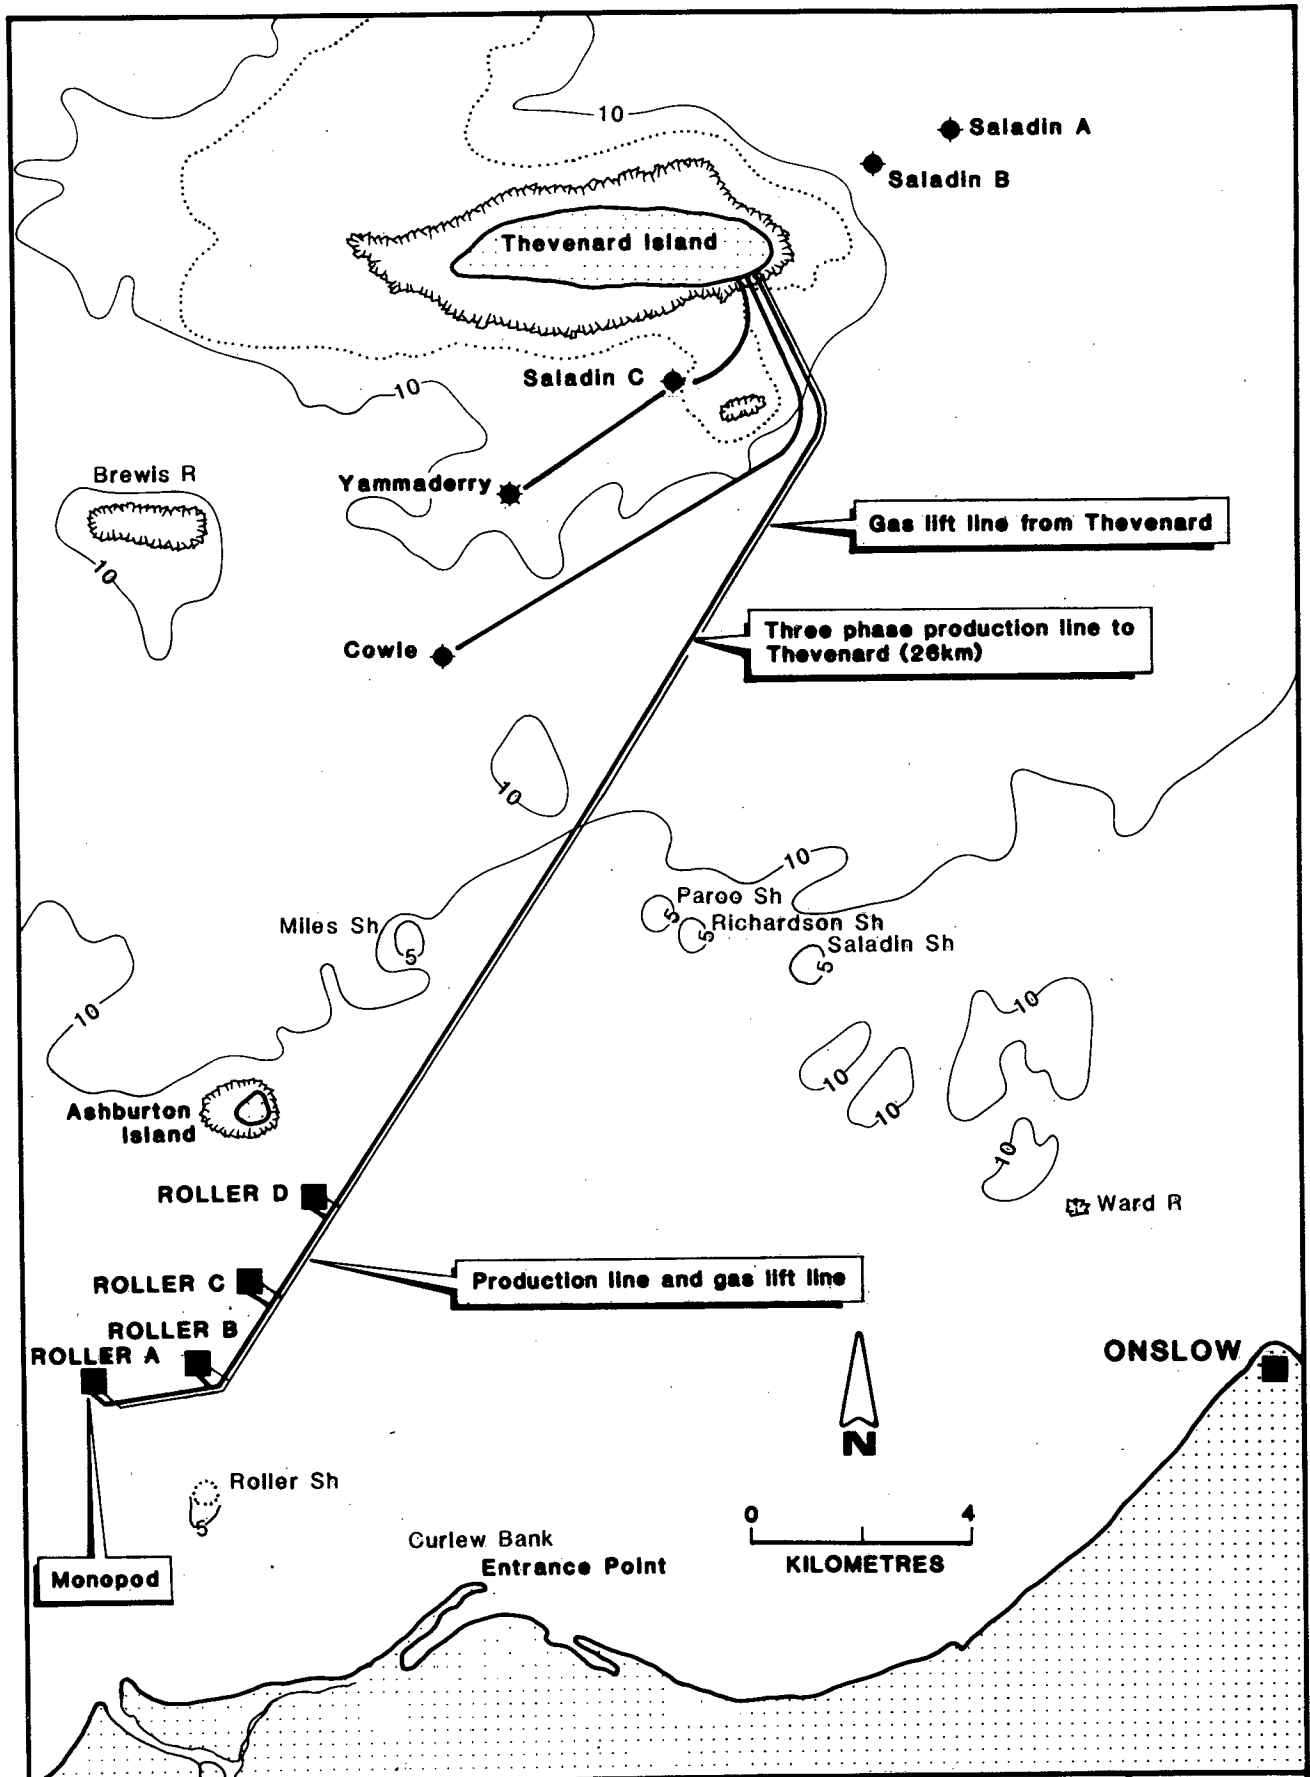 10
Saladin A
Saladin B
Thevenard Island
Saladin C
10
Brewis R
Yammaderry
10
Gas lift line from Thevenard
Three phase production line to
Thevenard (26km)
Cowle
10
10
Paroo Sh
5
Miles Sh
Richardson Sh
5
Saladin Sh
5
5
10
10
10
10
Ashburton
Island
10
ROLLER D
Ward R
ROLLER C
Production line and gas lift line
ROLLER B
ROLLER A
ONSLOW
N
Roller Sh
5
0 4
KILOMETRES
Curlew Bank
Entrance Point
Monopod